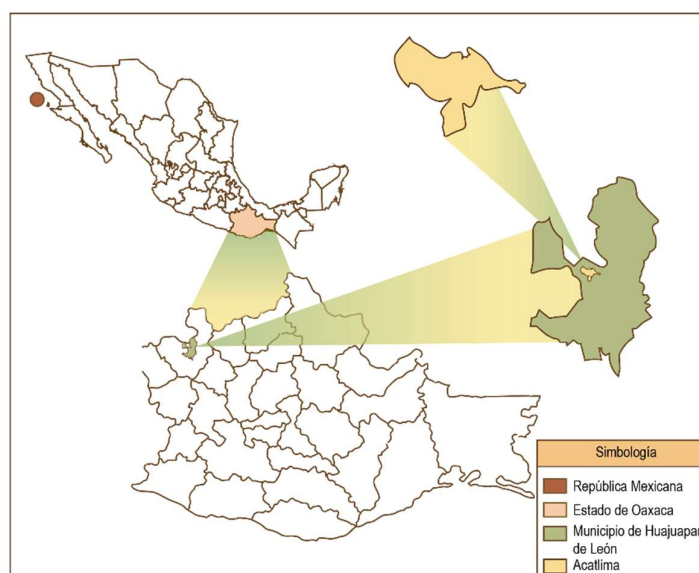 Simbología
República Mexicana
Estado de Oaxaca
Municipio de Huajuapan
de León
Acatlima